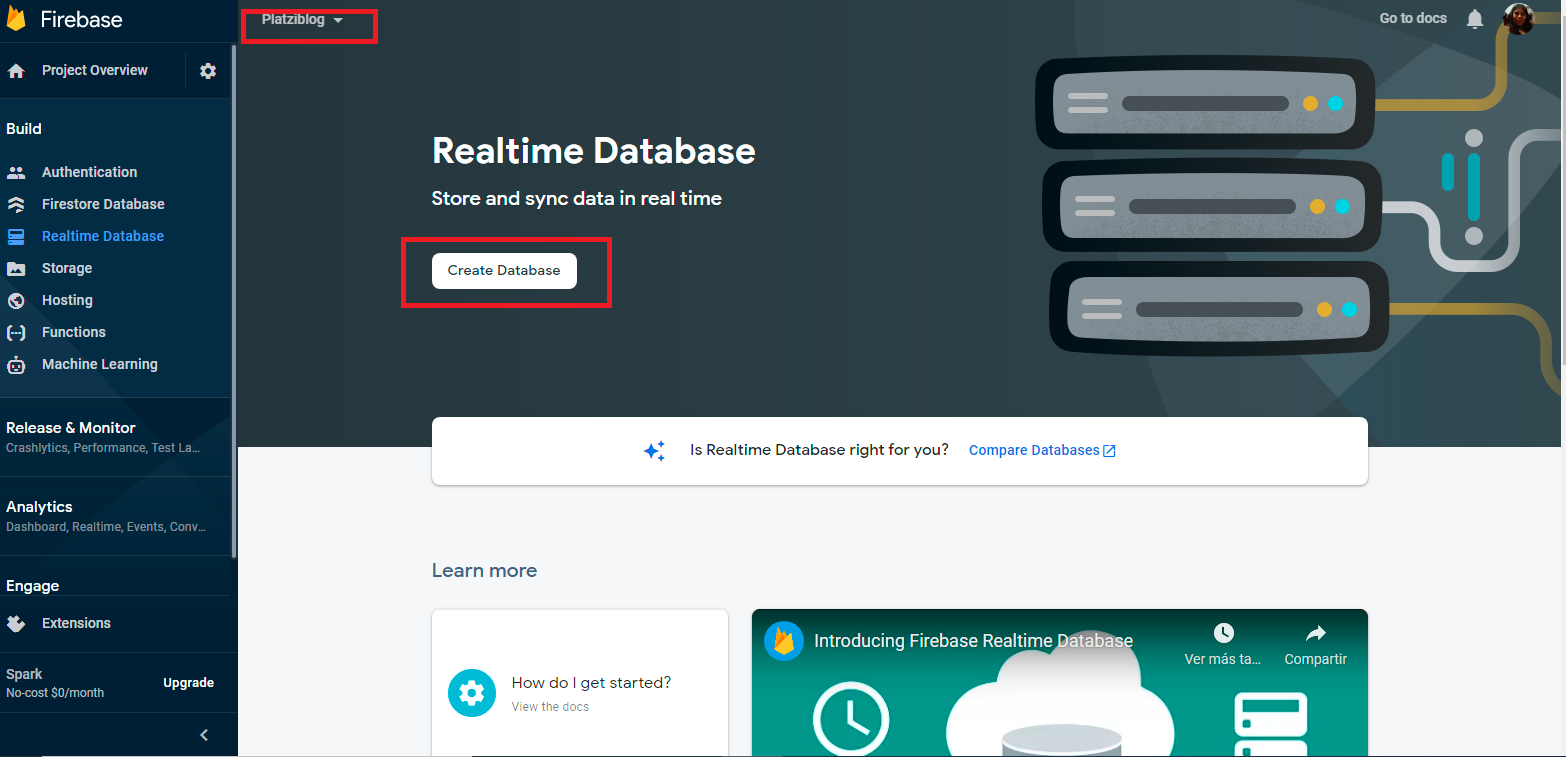 Firebase
Platziblog
Go to docs
Project Overview
Build
Authentication
Firestore Database
Realtime Database
Storage
Hosting
Functions
Machine Learning
Release & Monitor
Crashlytics, Performance, Test La...
Analytics
Dashboard, Realtime, Events, Conv...
Engage
Extensions
Spark
No-cost $0/month
Upgrade
Realtime Database
Store and sync data in real time
Create Database
Is Realtime Database right for you? Compare Databases
Learn more
How do I get started?
View the docs
Introducing Firebase Realtime Database
Ver más ta...
Compartir